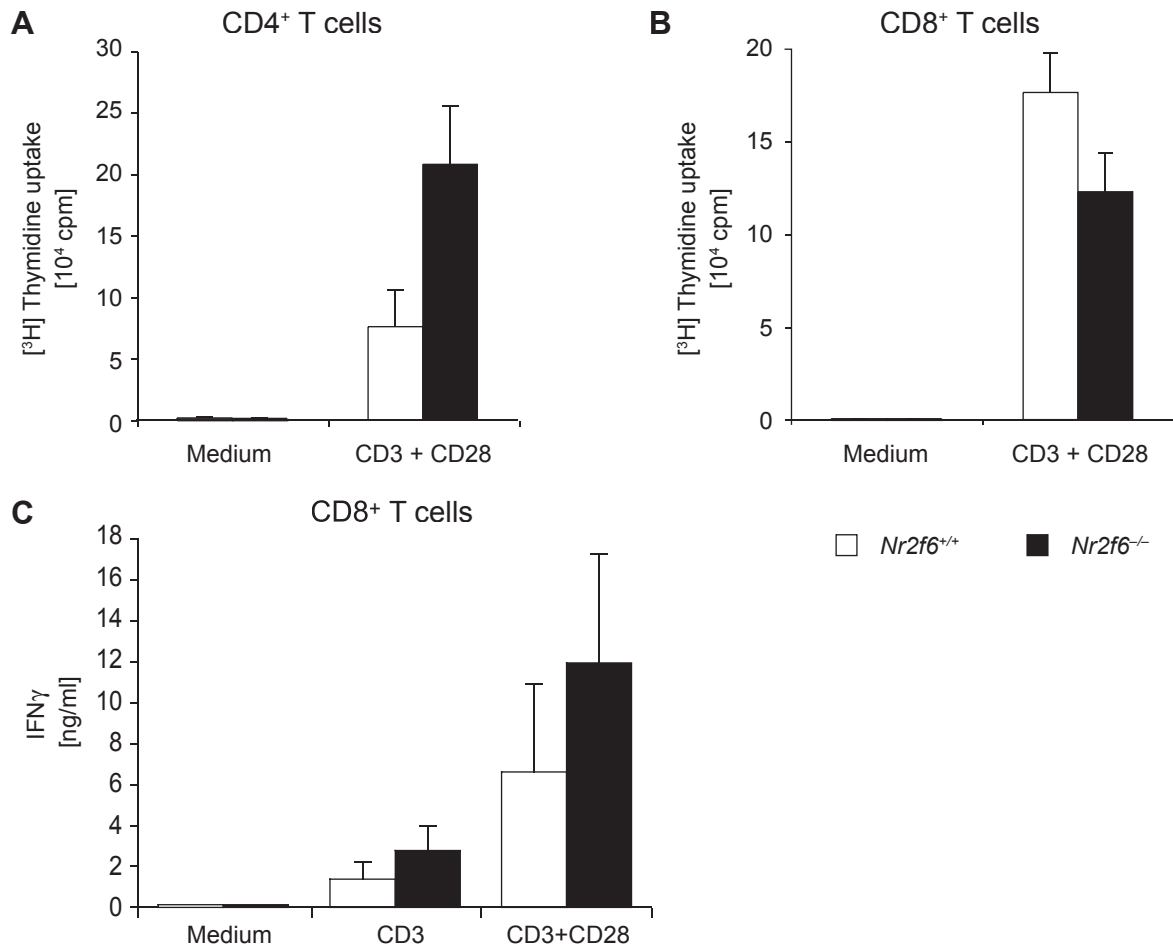 A
CD4⁺ T cells
[³H] Thymidine uptake
[10⁴ cpm]
30
25
20
15
10
5
0
Medium
CD3 + CD28
B
CD8⁺ T cells
[³H] Thymidine uptake
[10⁴ cpm]
20
15
10
5
0
Medium
CD3 + CD28
C
CD8⁺ T cells
IFNγ
[ng/ml]
18
16
14
12
10
8
6
4
2
0
Medium
CD3
CD3+CD28
Nr2f6⁺/⁺
Nr2f6⁻/⁻